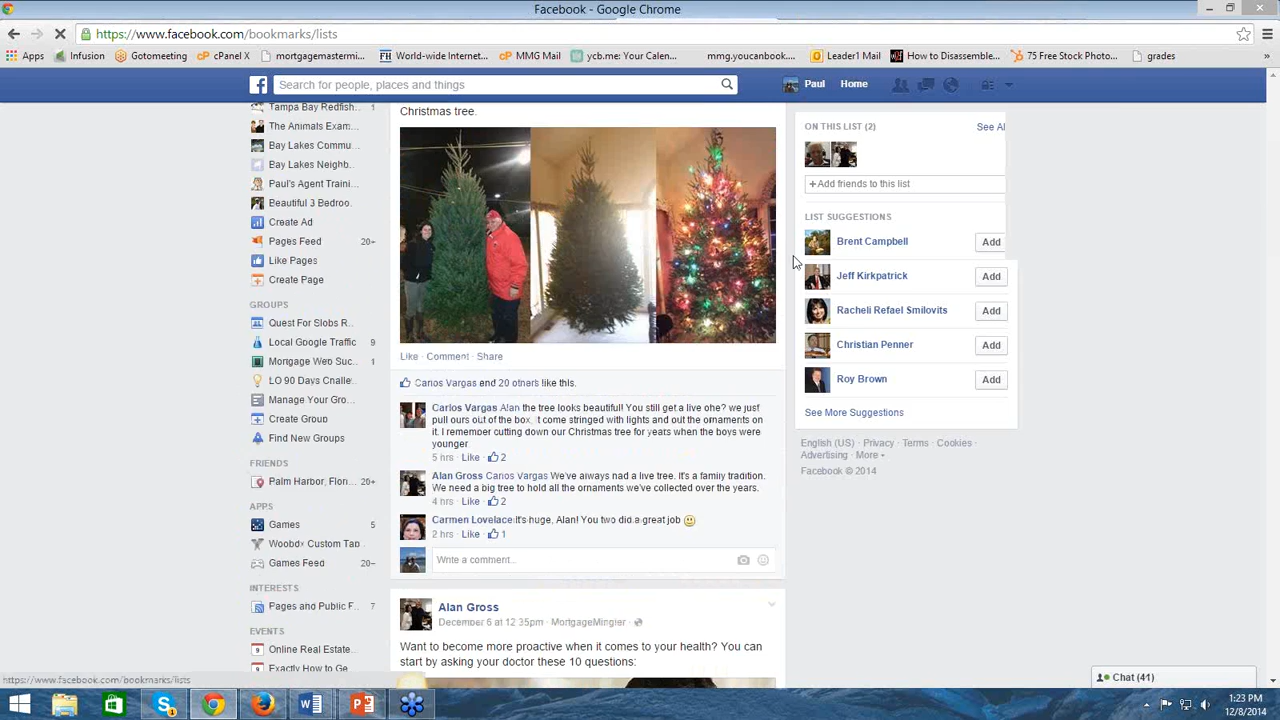 Facebook - Google Chrome
https://www.facebook.com/bookmarks/lists
Apps Infusion Gotomeeting cPanel X mortgagemastermin World-wide Internet... MMG Mail ycb.me: Your Calen... mmg.youcanbook... Leader1 Mail How to Disassemble... 75 Free Stock Photo... grades »
Search for people, places and things
Paul Home
Tampa Bay Redfish.. 1
The Animals Exam...
Bay Lakes Commu...
Bay Lakes Neighb...
Paul's Agent Traini...
Beautiful 3 Bedroo...
Create Ad
Pages Feed 20+
Like Pages
Create Page
GROUPS
Quest For Slobs R...
Local Google Traffic 9
Mortgage Web Suc... 1
LO 90 Days Challe...
Manage Your Gro...
Create Group
Find New Groups
FRIENDS
Palm Harbor, Flori... 20+
APPS
Games 5
Woobox Custom Tab..
Games Feed 20+
INTERESTS
Pages and Public F... 7
EVENTS
Online Real Estate...
Exactly How to Ge...
https://www.facebook.com/bookmarks/lists
Christmas tree.
Like · Comment · Share
Carlos Vargas and 20 others like this.
Carlos Vargas Alan the tree looks beautiful! You still get a live one? we just
pull ours out of the box, it come stringed with lights and out the ornaments on
it. I remember cutting down our Christmas tree for years when the boys were
younger
5 hrs · Like · 2
Alan Gross Carlos Vargas We've always had a live tree. It's a family tradition.
We need a big tree to hold all the ornaments we've collected over the years.
4 hrs · Like · 2
Carmen Lovelace It's huge, Alan! You two did a great job
2 hrs · Like · 1
Write a comment...
Alan Gross
December 6 at 12:35pm · MortgageMingler ·
Want to become more proactive when it comes to your health? You can
start by asking your doctor these 10 questions:
ON THIS LIST (2) See Al
+Add friends to this list
LIST SUGGESTIONS
Brent Campbell Add
Jeff Kirkpatrick Add
Racheli Refael Smilovits Add
Christian Penner Add
Roy Brown Add
See More Suggestions
English (US) · Privacy · Terms · Cookies ·
Advertising · More
Facebook © 2014
Chat (41)
1:23 PM
12/8/2014